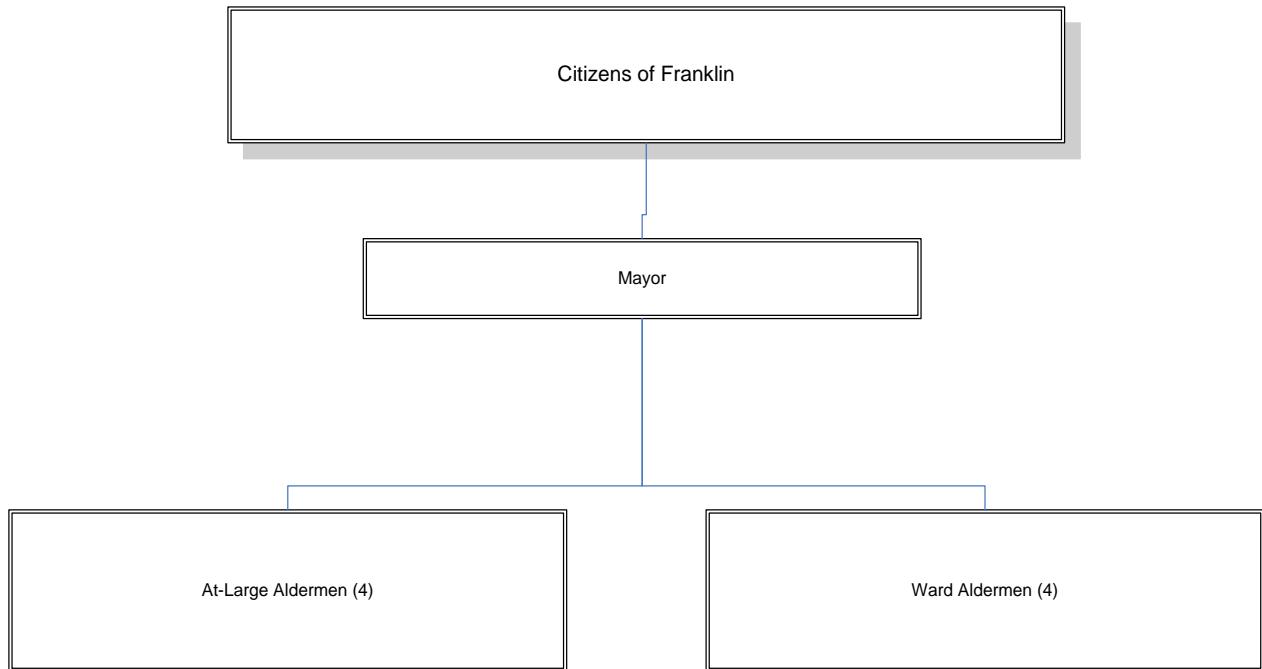 Citizens of Franklin
Mayor
At-Large Aldermen (4)
Ward Aldermen (4)